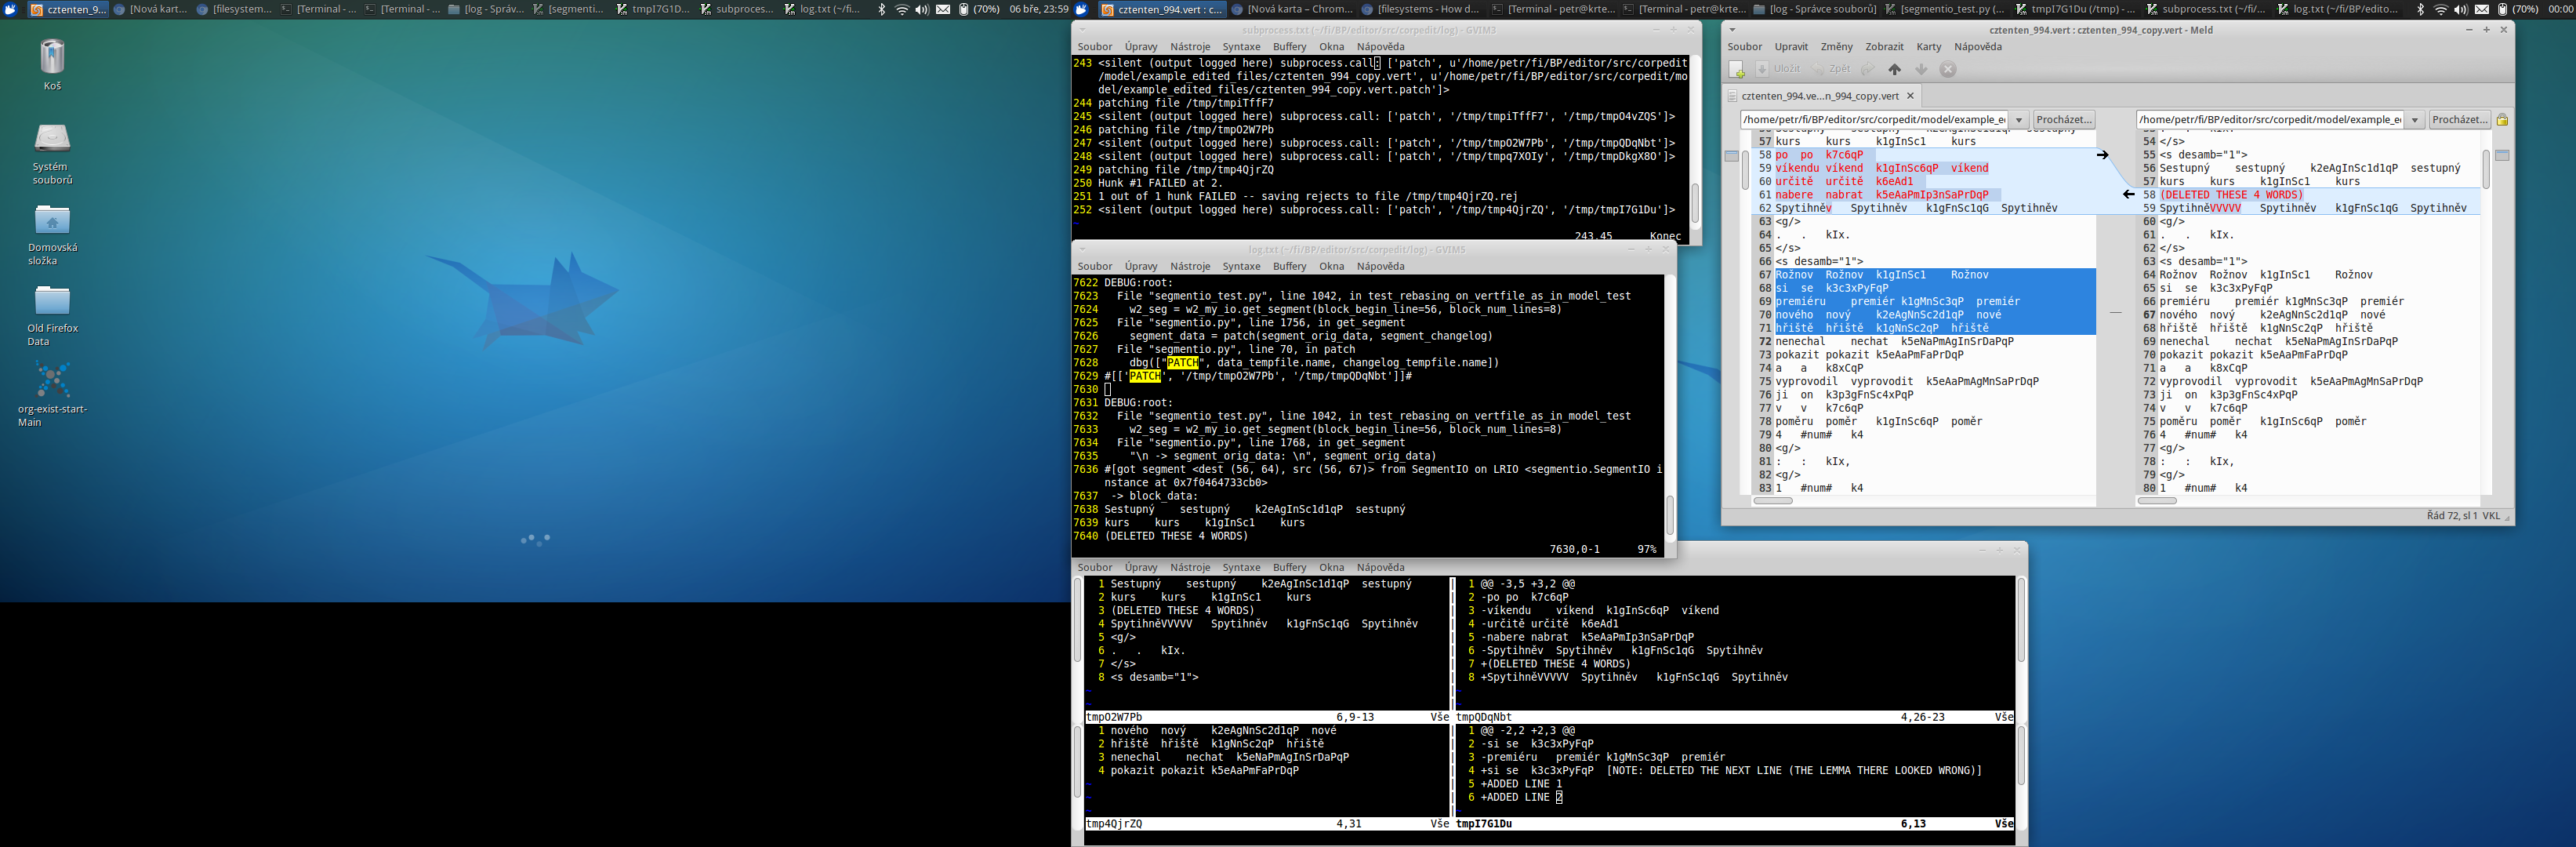 cztenten_9...
[Nová kart...
[filesystem...
[Terminal - ...
[Terminal - ...
[log - Správ...
[segmenti...
tmpI7G1D...
subproces...
log.txt (~/fi...
(70%)
06 bře, 23:59
cztenten_994.vert : c...
[Nová karta – Chrom...
[filesystems - How d...
[Terminal - petr@krte...
[Terminal - petr@krte...
[log - Správce souborů]
[segmentio_test.py (...
tmpI7G1Du (/tmp) - ...
subprocess.txt (~/fi/...
log.txt (~/fi/BP/edito...
(70%)
00:00
Koš
Systém
souborů
Domovská
složka
Old Firefox
Data
org-exist-start-
Main
subprocess.txt (~/fi/BP/editor/src/corpedit/log) - GVIM3
Soubor Úpravy Nástroje Syntaxe Buffery Okna Nápověda
243 <silent (output logged here) subprocess.call: ['patch', u'/home/petr/fi/BP/editor/src/corpedit
/model/example_edited_files/cztenten_994_copy.vert', u'/home/petr/fi/BP/editor/src/corpedit/mo
del/example_edited_files/cztenten_994_copy.vert.patch']>
244 patching file /tmp/tmpiTffF7
245 <silent (output logged here) subprocess.call: ['patch', '/tmp/tmpiTffF7', '/tmp/tmpO4vZQS']>
246 patching file /tmp/tmpO2W7Pb
247 <silent (output logged here) subprocess.call: ['patch', '/tmp/tmpO2W7Pb', '/tmp/tmpQDqNbt']>
248 <silent (output logged here) subprocess.call: ['patch', '/tmp/tmpq7XOIy', '/tmp/tmpDkgX8O']>
249 patching file /tmp/tmp4QjrZQ
250 Hunk #1 FAILED at 2.
251 1 out of 1 hunk FAILED -- saving rejects to file /tmp/tmp4QjrZQ.rej
252 <silent (output logged here) subprocess.call: ['patch', '/tmp/tmp4QjrZQ', '/tmp/tmpI7G1Du']>
243,45 Konec
log.txt (~/fi/BP/editor/src/corpedit/log) - GVIM5
Soubor Úpravy Nástroje Syntaxe Buffery Okna Nápověda
7622 DEBUG:root:
7623 File "segmentio_test.py", line 1042, in test_rebasing_on_vertfile_as_in_model_test
7624 w2_seg = w2_my_io.get_segment(block_begin_line=56, block_num_lines=8)
7625 File "segmentio.py", line 1756, in get_segment
7626 segment_data = patch(segment_orig_data, segment_changelog)
7627 File "segmentio.py", line 70, in patch
7628 dbg(["PATCH", data_tempfile.name, changelog_tempfile.name])
7629 #[['PATCH', '/tmp/tmpO2W7Pb', '/tmp/tmpQDqNbt']]#
7630
7631 DEBUG:root:
7632 File "segmentio_test.py", line 1042, in test_rebasing_on_vertfile_as_in_model_test
7633 w2_seg = w2_my_io.get_segment(block_begin_line=56, block_num_lines=8)
7634 File "segmentio.py", line 1768, in get_segment
7635 "\n -> segment_orig_data: \n", segment_orig_data)
7636 #[got segment <dest (56, 64), src (56, 67)> from SegmentIO on LRIO <segmentio.SegmentIO i
nstance at 0x7f0464733cb0>
7637 -> block_data:
7638 Sestupný sestupný k2eAgInSc1d1qP sestupný
7639 kurs kurs k1gInSc1 kurs
7640 (DELETED THESE 4 WORDS)
7630,0-1 97%
Soubor Úpravy Nástroje Syntaxe Buffery Okna Nápověda
1 Sestupný sestupný k2eAgInSc1d1qP sestupný
2 kurs kurs k1gInSc1 kurs
3 (DELETED THESE 4 WORDS)
4 SpytihněVVVVV Spytihněv k1gFnSc1qG Spytihněv
5 <g/>
6 . . kIx.
7 </s>
8 <s desamb="1">
tmpO2W7Pb 6,9-13 Vše
1 @@ -3,5 +3,2 @@
2 -po po k7c6qP
3 -víkendu víkend k1gInSc6qP víkend
4 -určitě určitě k6eAd1
5 -nabere nabrat k5eAaPmIp3nSaPrDqP
6 -Spytihněv Spytihněv k1gFnSc1qG Spytihněv
7 +(DELETED THESE 4 WORDS)
8 +SpytihněVVVVV Spytihněv k1gFnSc1qG Spytihněv
tmpQDqNbt 4,26-23 Vše
1 nového nový k2eAgNnSc2d1qP nové
2 hřiště hřiště k1gNnSc2qP hřiště
3 nenechal nechat k5eNaPmAgInSrDaPqP
4 pokazit pokazit k5eAaPmFaPrDqP
tmp4QjrZQ 4,31 Vše
1 @@ -2,2 +2,3 @@
2 -si se k3c3xPyFqP
3 -premiéru premiér k1gMnSc3qP premiér
4 +si se k3c3xPyFqP [NOTE: DELETED THE NEXT LINE (THE LEMMA THERE LOOKED WRONG)]
5 +ADDED LINE 1
6 +ADDED LINE 2
tmpI7G1Du 6,13 Vše
cztenten_994.vert : cztenten_994_copy.vert - Meld
Soubor Upravit Změny Zobrazit Karty Nápověda
Uložit Zpět
cztenten_994.ve...n_994_copy.vert
/home/petr/fi/BP/editor/src/corpedit/model/example_e
Procházet...
57 kurs kurs k1gInSc1 kurs
58 po po k7c6qP
59 víkendu víkend k1gInSc6qP víkend
60 určitě určitě k6eAd1
61 nabere nabrat k5eAaPmIp3nSaPrDqP
62 Spytihněv Spytihněv k1gFnSc1qG Spytihněv
63 <g/>
64 . . kIx.
65 </s>
66 <s desamb="1">
67 Rožnov Rožnov k1gInSc1 Rožnov
68 si se k3c3xPyFqP
69 premiéru premiér k1gMnSc3qP premiér
70 nového nový k2eAgNnSc2d1qP nové
71 hřiště hřiště k1gNnSc2qP hřiště
72 nenechal nechat k5eNaPmAgInSrDaPqP
73 pokazit pokazit k5eAaPmFaPrDqP
74 a a k8xCqP
75 vyprovodil vyprovodit k5eAaPmAgMnSaPrDqP
76 ji on k3p3gFnSc4xPqP
77 v v k7c6qP
78 poměru poměr k1gInSc6qP poměr
79 4 #num# k4
80 <g/>
81 : : kIx,
82 <g/>
83 1 #num# k4
/home/petr/fi/BP/editor/src/corpedit/model/example_e
Procházet...
54 </s>
55 <s desamb="1">
56 Sestupný sestupný k2eAgInSc1d1qP sestupný
57 kurs kurs k1gInSc1 kurs
58 (DELETED THESE 4 WORDS)
59 SpytihněVVVVV Spytihněv k1gFnSc1qG Spytihněv
60 <g/>
61 . . kIx.
62 </s>
63 <s desamb="1">
64 Rožnov Rožnov k1gInSc1 Rožnov
65 si se k3c3xPyFqP
66 premiéru premiér k1gMnSc3qP premiér
67 nového nový k2eAgNnSc2d1qP nové
68 hřiště hřiště k1gNnSc2qP hřiště
69 nenechal nechat k5eNaPmAgInSrDaPqP
70 pokazit pokazit k5eAaPmFaPrDqP
71 a a k8xCqP
72 vyprovodil vyprovodit k5eAaPmAgMnSaPrDqP
73 ji on k3p3gFnSc4xPqP
74 v v k7c6qP
75 poměru poměr k1gInSc6qP poměr
76 4 #num# k4
77 <g/>
78 : : kIx,
79 <g/>
80 1 #num# k4
Řád 72, sl 1 VKL